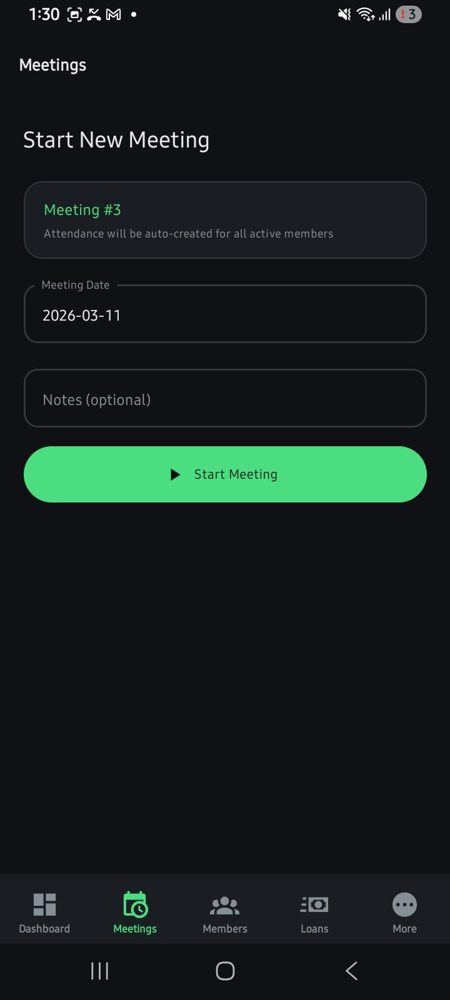 1:30
3
Meetings
Start New Meeting
Meeting #3
Attendance will be auto-created for all active members
Meeting Date
2026-03-11
Notes (optional)
Start Meeting
Dashboard
Meetings
Members
Loans
More